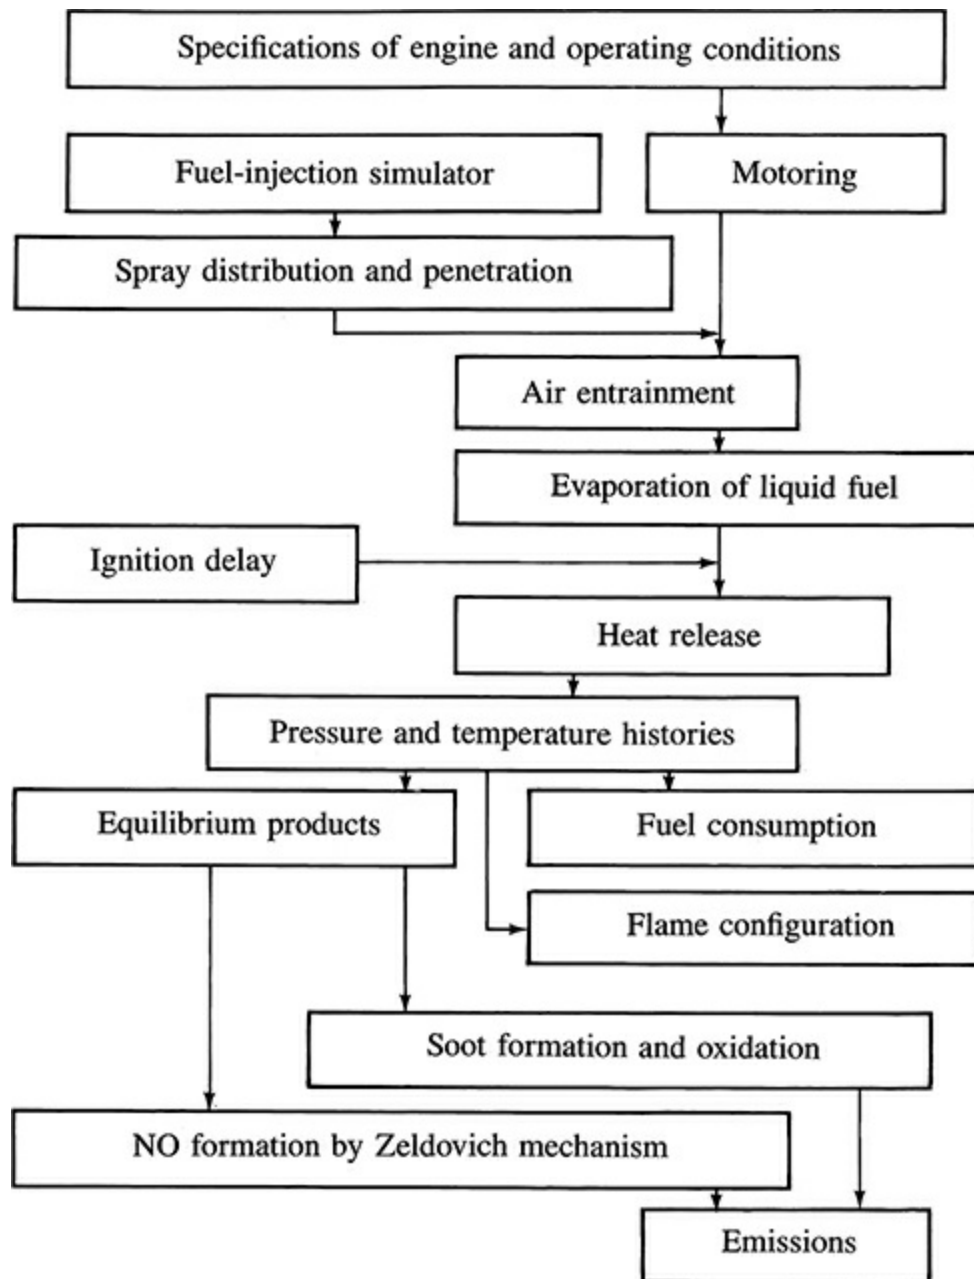 Specifications of engine and operating conditions
Fuel-injection simulator
Motoring
Spray distribution and penetration
Air entrainment
Evaporation of liquid fuel
Ignition delay
Heat release
Pressure and temperature histories
Equilibrium products
Fuel consumption
Flame configuration
Soot formation and oxidation
NO formation by Zeldovich mechanism
Emissions